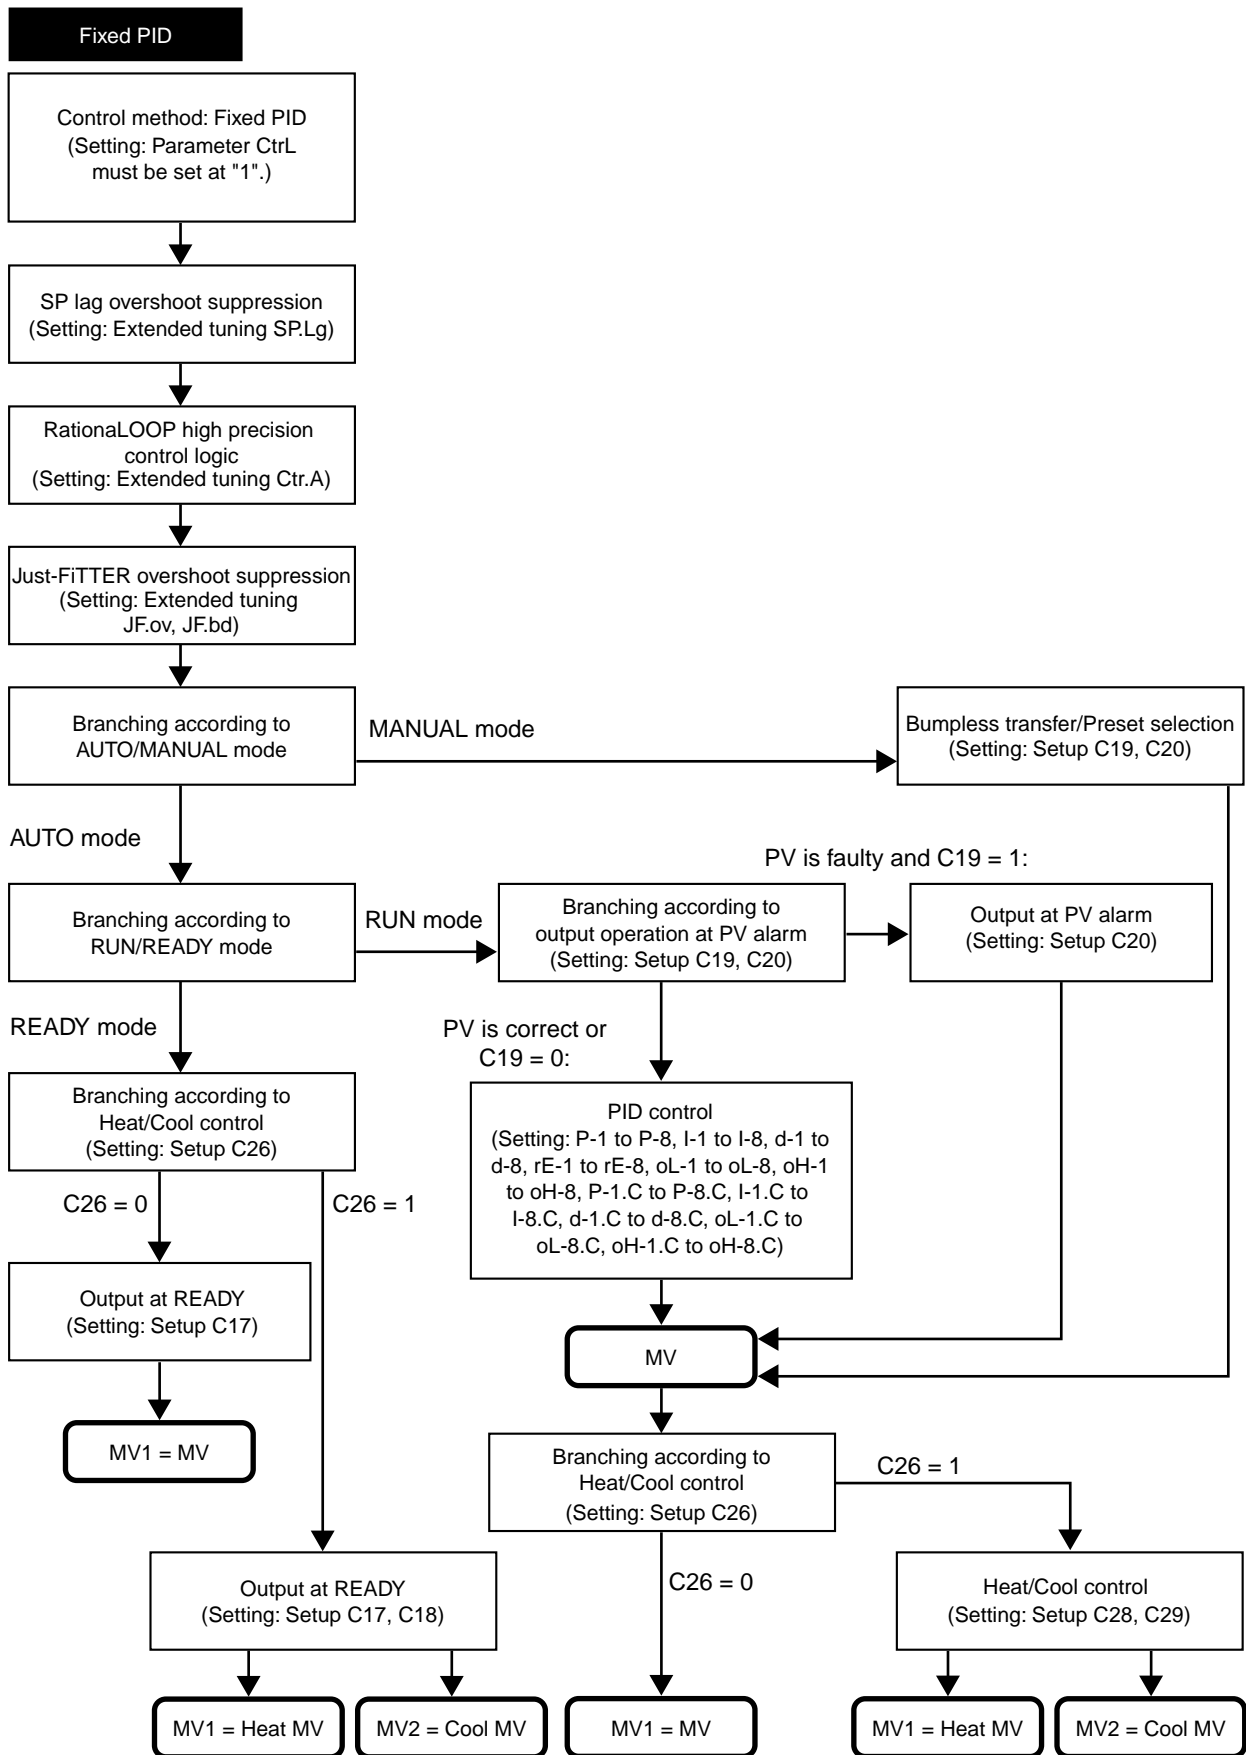 Fixed PID
Control method: Fixed PID
(Setting: Parameter CtrL
must be set at "1".)
SP lag overshoot suppression
(Setting: Extended tuning SP.Lg)
RationaLOOP high precision
control logic
(Setting: Extended tuning Ctr.A)
Just-FiTTER overshoot suppression
(Setting: Extended tuning
JF.ov, JF.bd)
Branching according to
AUTO/MANUAL mode
MANUAL mode
Bumpless transfer/Preset selection
(Setting: Setup C19, C20)
AUTO mode
PV is faulty and C19 = 1:
Branching according to
RUN/READY mode
RUN mode
Branching according to
output operation at PV alarm
(Setting: Setup C19, C20)
Output at PV alarm
(Setting: Setup C20)
READY mode
PV is correct or
C19 = 0:
Branching according to
Heat/Cool control
(Setting: Setup C26)
PID control
(Setting: P-1 to P-8, I-1 to I-8, d-1 to
d-8, rE-1 to rE-8, oL-1 to oL-8, oH-1
to oH-8, P-1.C to P-8.C, I-1.C to
I-8.C, d-1.C to d-8.C, oL-1.C to
oL-8.C, oH-1.C to oH-8.C)
C26 = 0
C26 = 1
Output at READY
(Setting: Setup C17)
MV
MV1 = MV
Branching according to
Heat/Cool control
(Setting: Setup C26)
C26 = 1
C26 = 0
Output at READY
(Setting: Setup C17, C18)
Heat/Cool control
(Setting: Setup C28, C29)
MV1 = Heat MV
MV2 = Cool MV
MV1 = MV
MV1 = Heat MV
MV2 = Cool MV